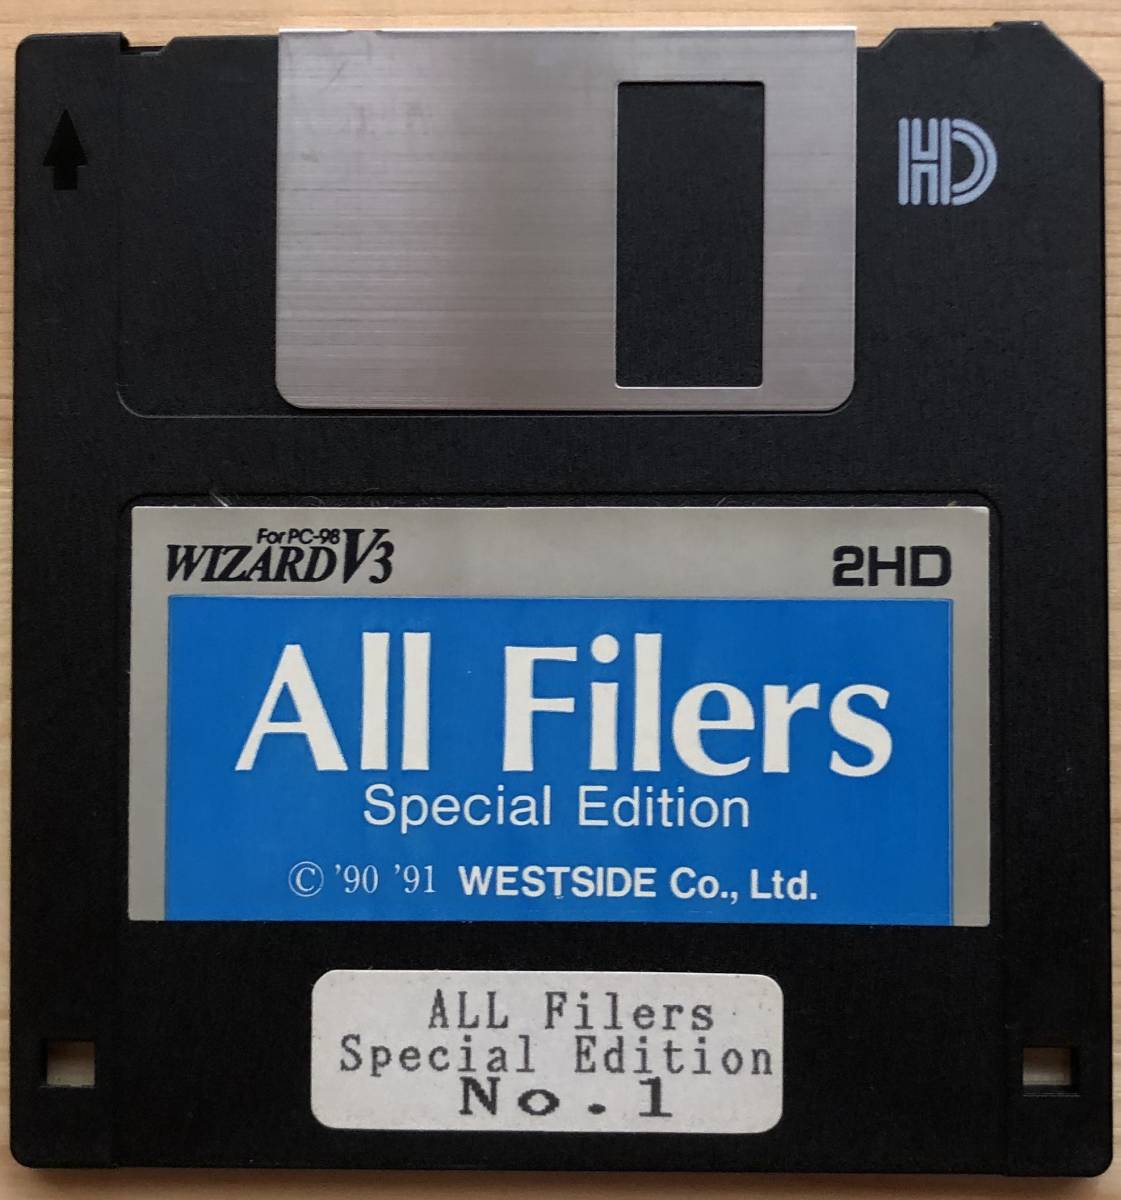 HD
For PC-98
WIZARD V3
2HD
All Filers
Special Edition
© '90 '91 WESTSIDE Co., Ltd.
ALL Filers
Special Edition
No.1